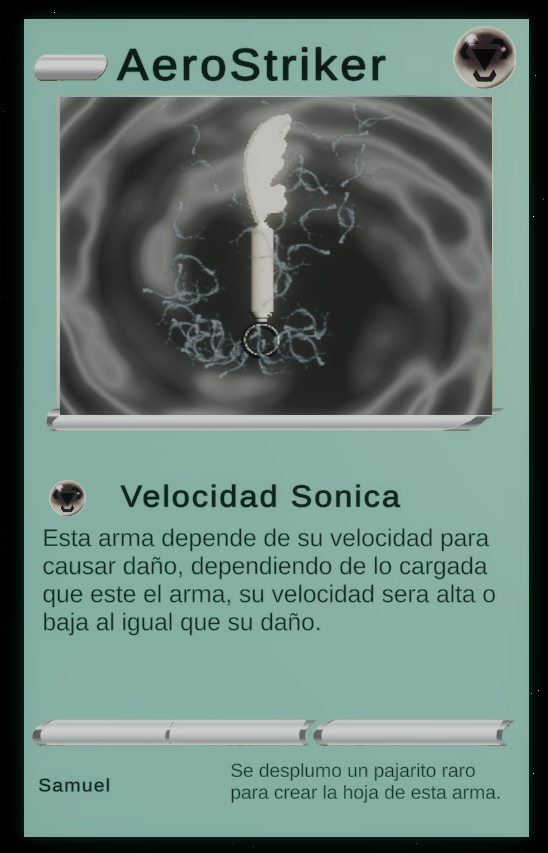 AeroStriker
Velocidad Sonica
Esta arma depende de su velocidad para
causar daño, dependiendo de lo cargada
que este el arma, su velocidad sera alta o
baja al igual que su daño.
Samuel
Se desplumo un pajarito raro
para crear la hoja de esta arma.